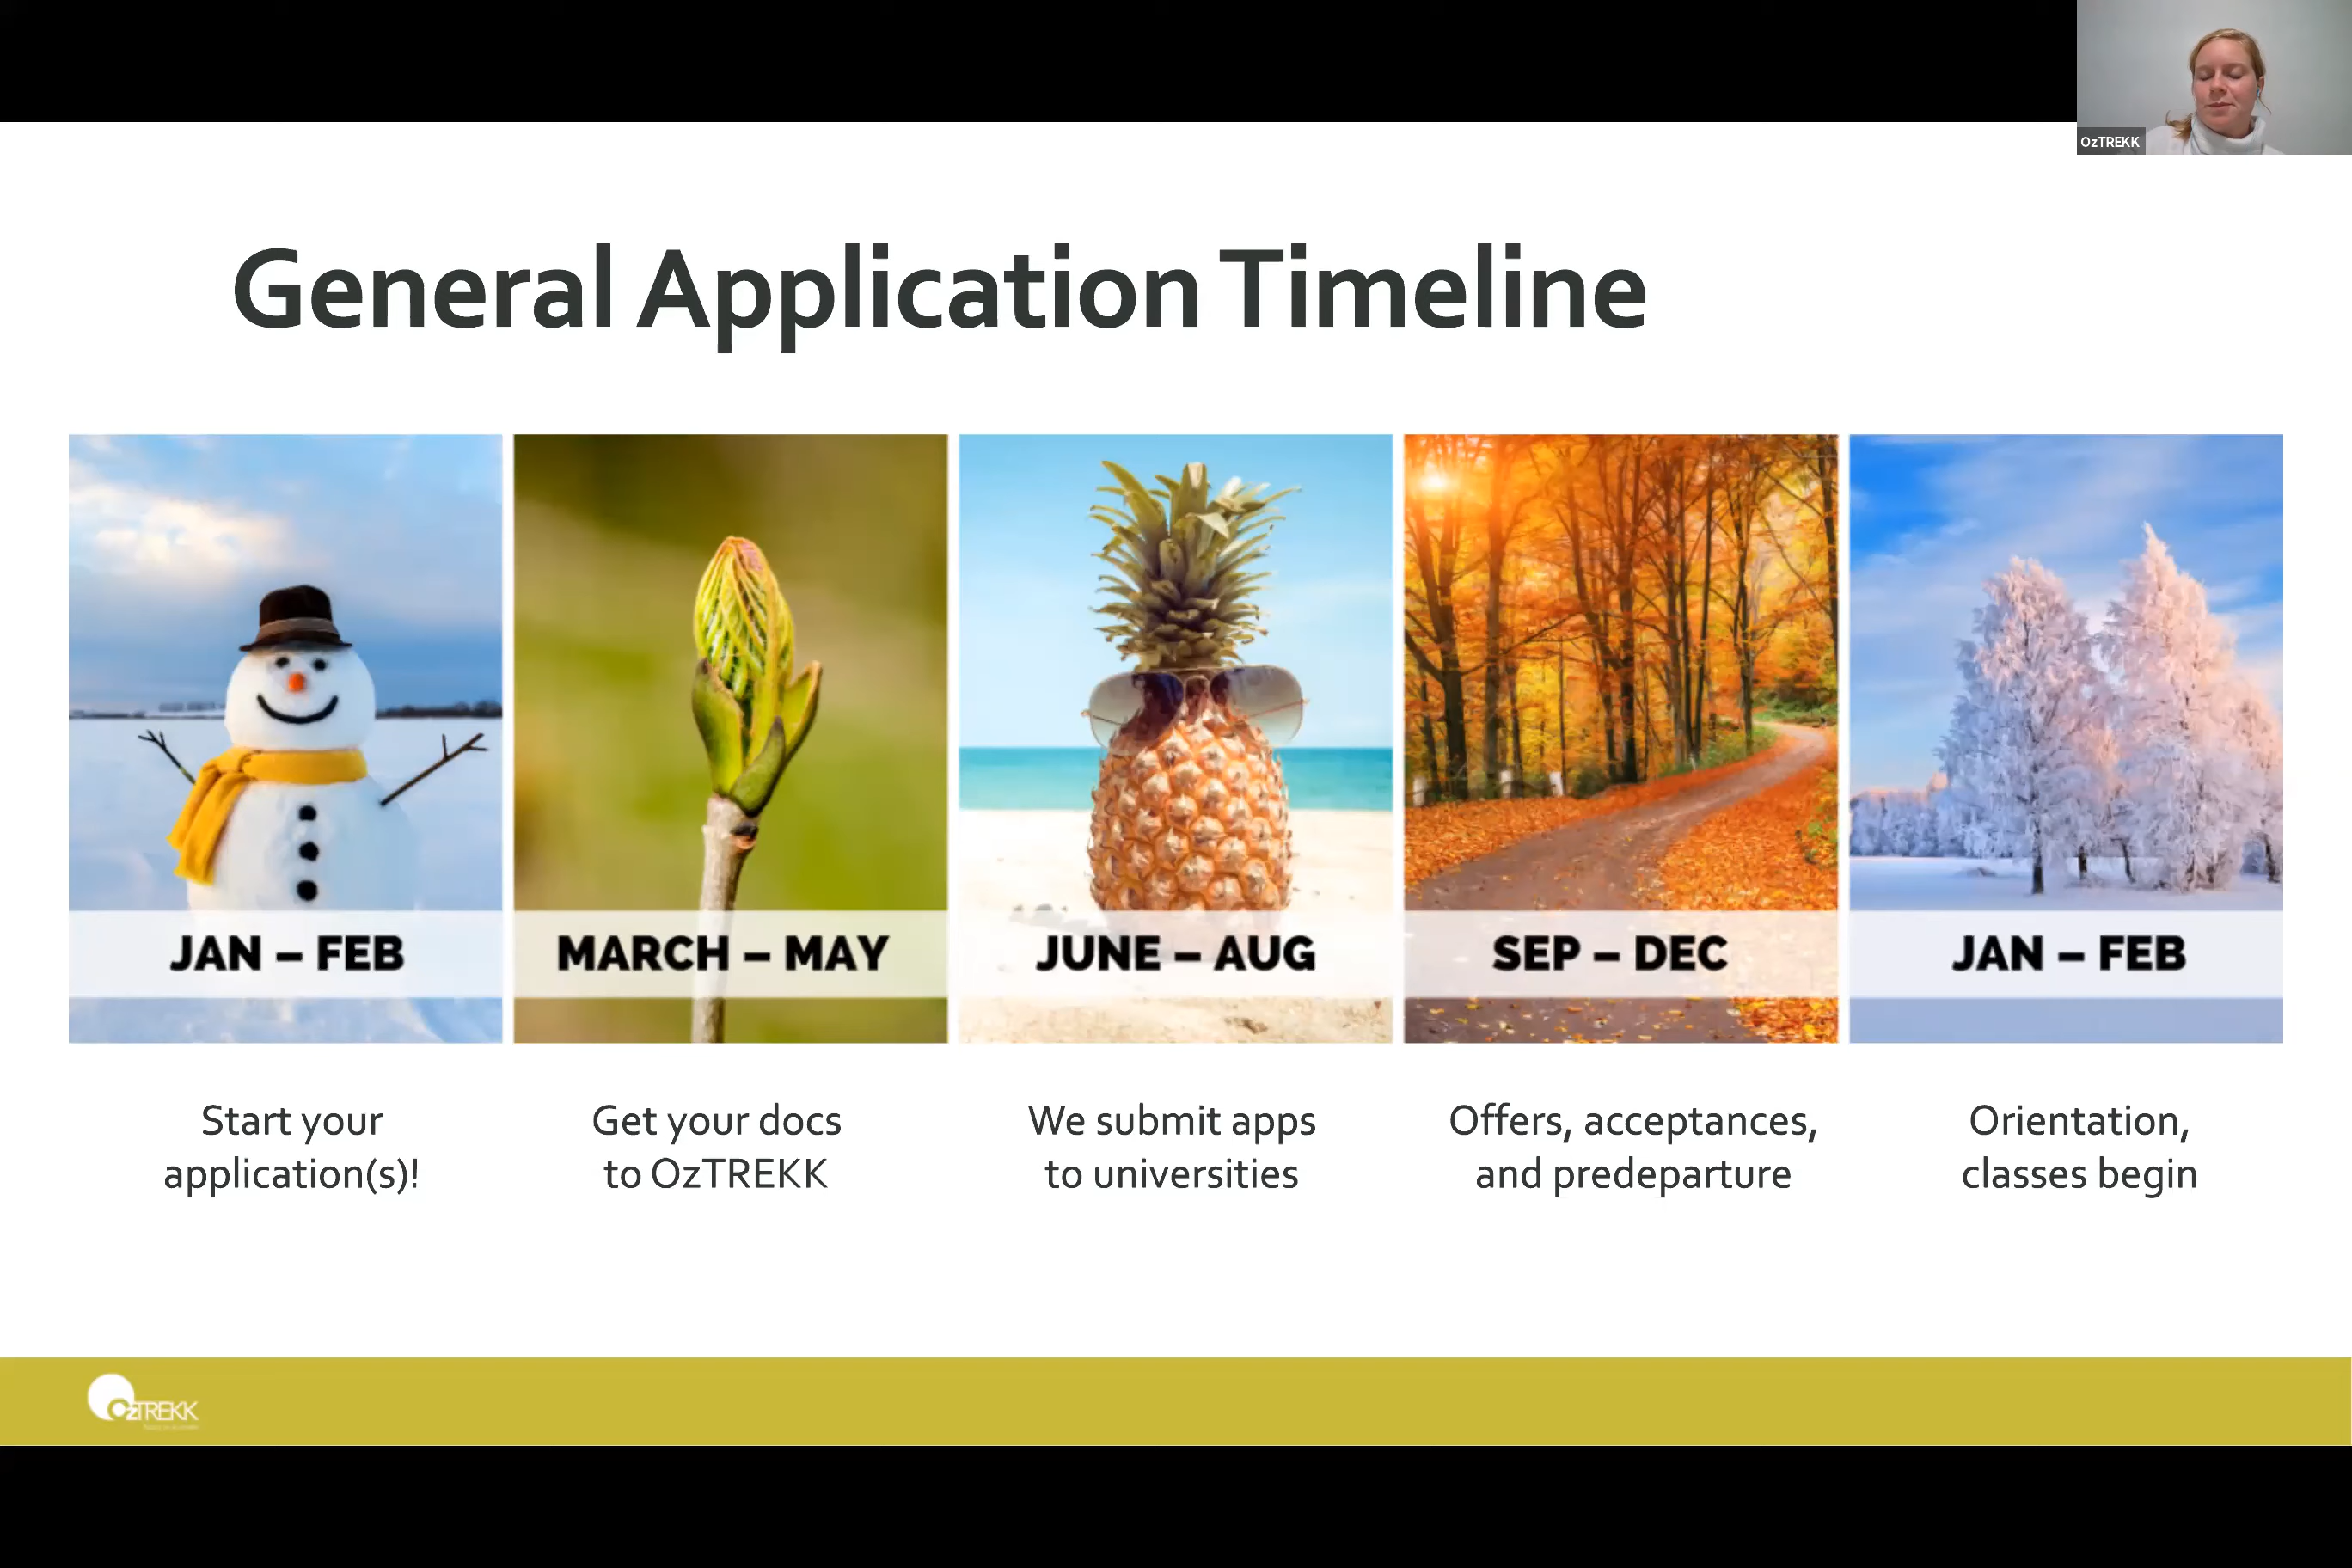 OzTREKK
General Application Timeline
JAN – FEB
MARCH – MAY
JUNE – AUG
SEP – DEC
JAN – FEB
Start your
application(s)!
Get your docs
to OzTREKK
We submit apps
to universities
Offers, acceptances,
and predeparture
Orientation,
classes begin
OzTREKK